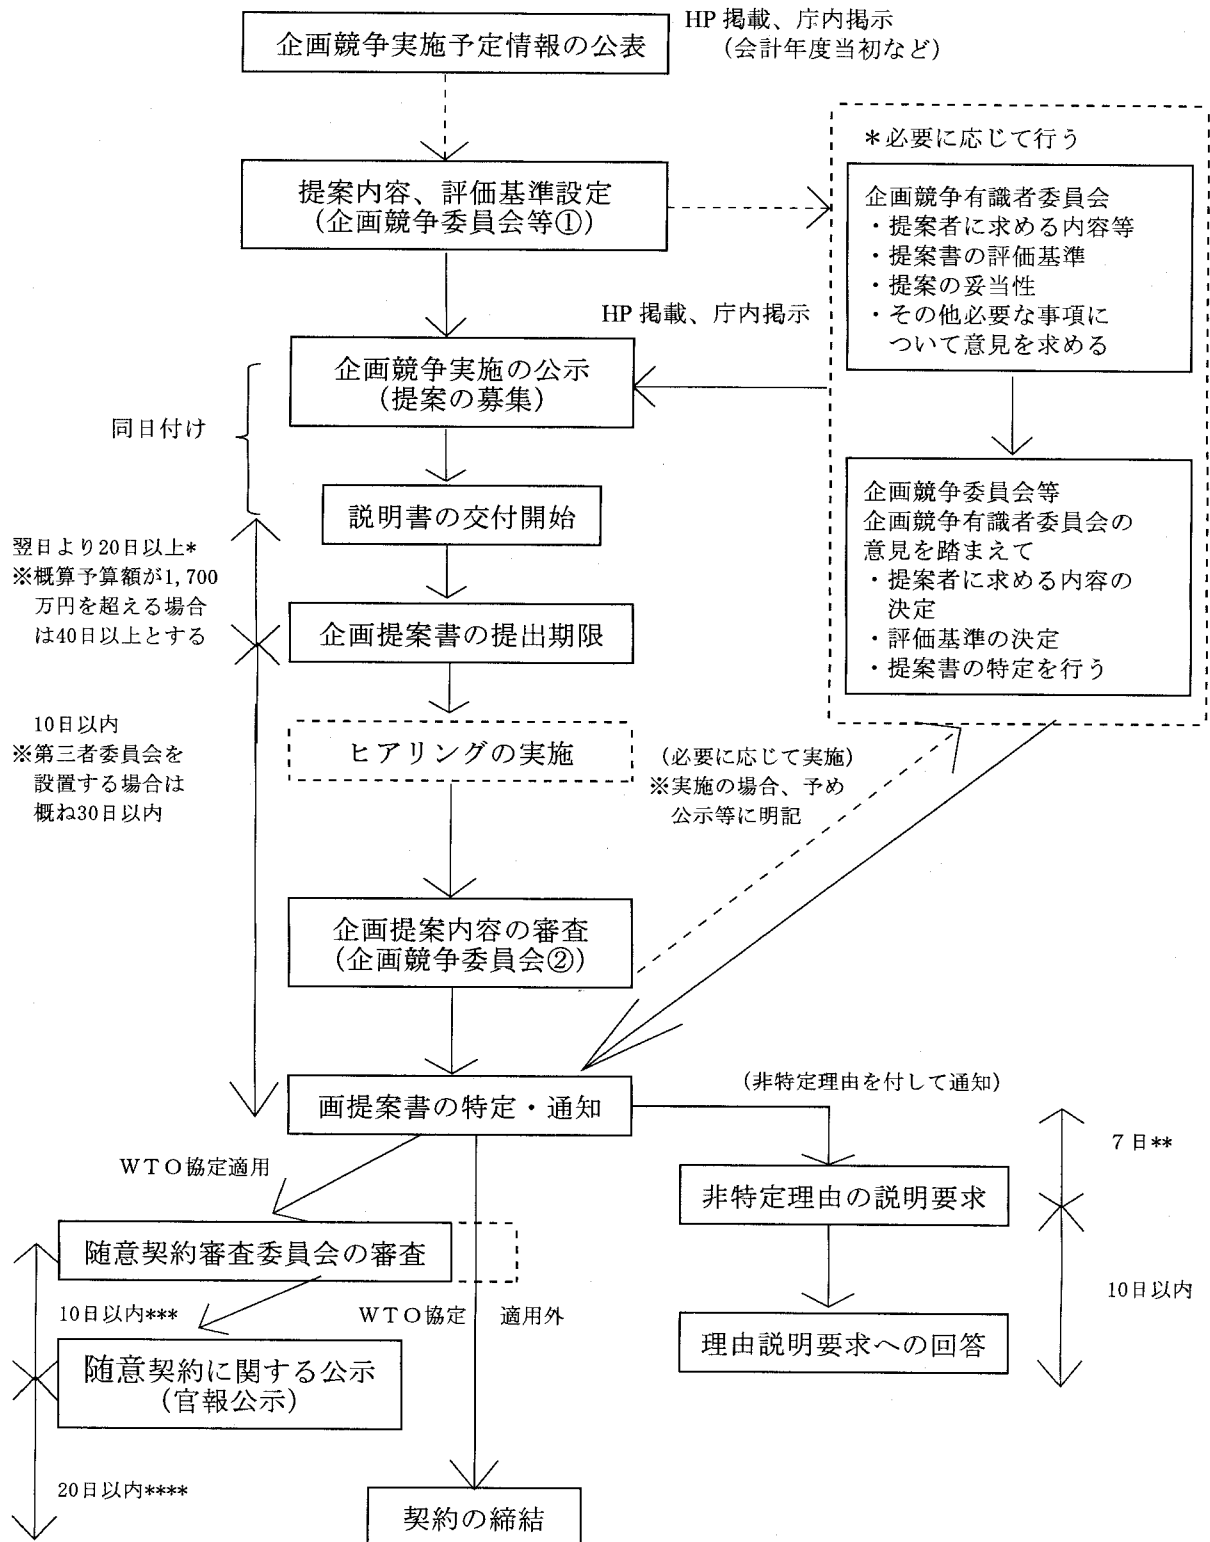 企画競争実施予定情報の公表
HP 掲載、庁内掲示
(会計年度当初など)
提案内容、評価基準設定
(企画競争委員会等①)
*必要に応じて行う
企画競争有識者委員会
・提案者に求める内容等
・提案書の評価基準
・提案の妥当性
・その他必要な事項に
ついて意見を求める
HP 掲載、庁内掲示
企画競争実施の公示
(提案の募集)
同日付け
説明書の交付開始
企画競争委員会等
企画競争有識者委員会の
意見を踏まえて
・提案者に求める内容の
決定
・評価基準の決定
・提案書の特定を行う
翌日より20日以上*
※概算予算額が1,700
万円を超える場合
は40日以上とする
企画提案書の提出期限
10日以内
※第三者委員会を
設置する場合は
概ね30日以内
ヒアリングの実施
(必要に応じて実施)
※実施の場合、予め
公示等に明記
企画提案内容の審査
(企画競争委員会②)
画提案書の特定・通知
(非特定理由を付して通知)
7日**
WTO協定適用
非特定理由の説明要求
随意契約審査委員会の審査
10日以内
10日以内***
WTO協定 適用外
理由説明要求への回答
随意契約に関する公示
(官報公示)
20日以内****
契約の締結